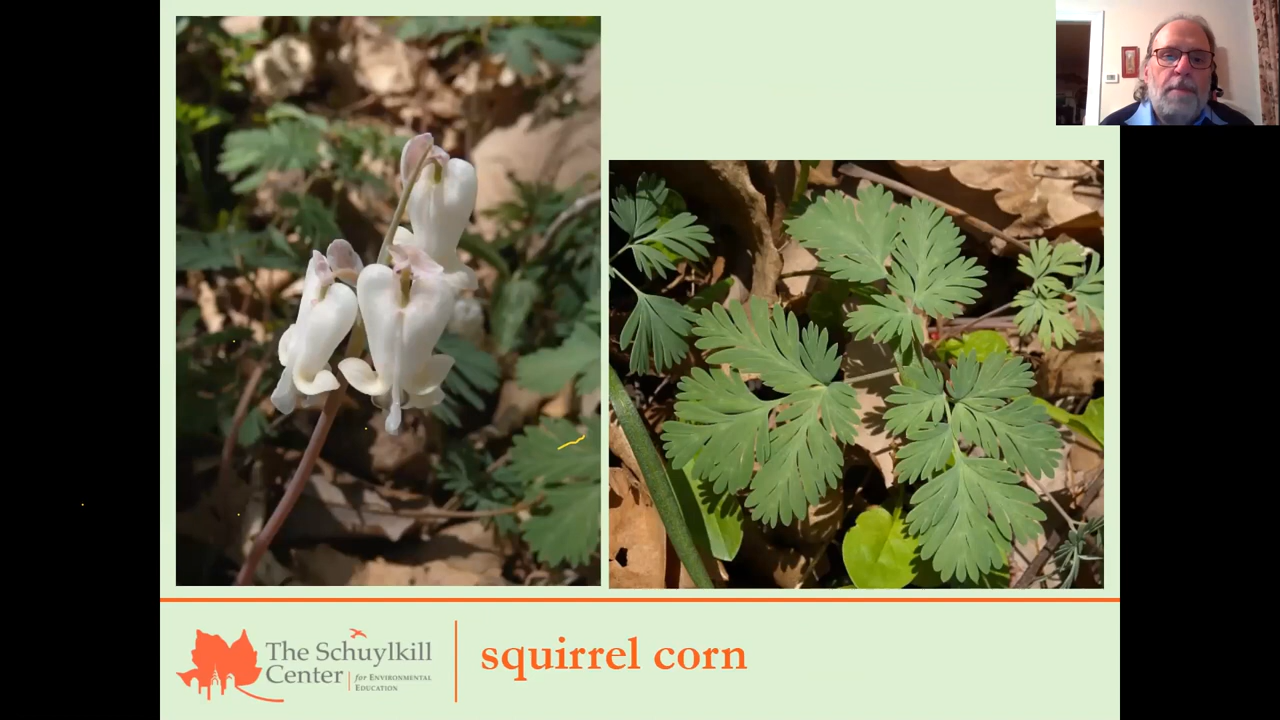 The Schuylkill
Center
for Environmental
Education
squirrel corn